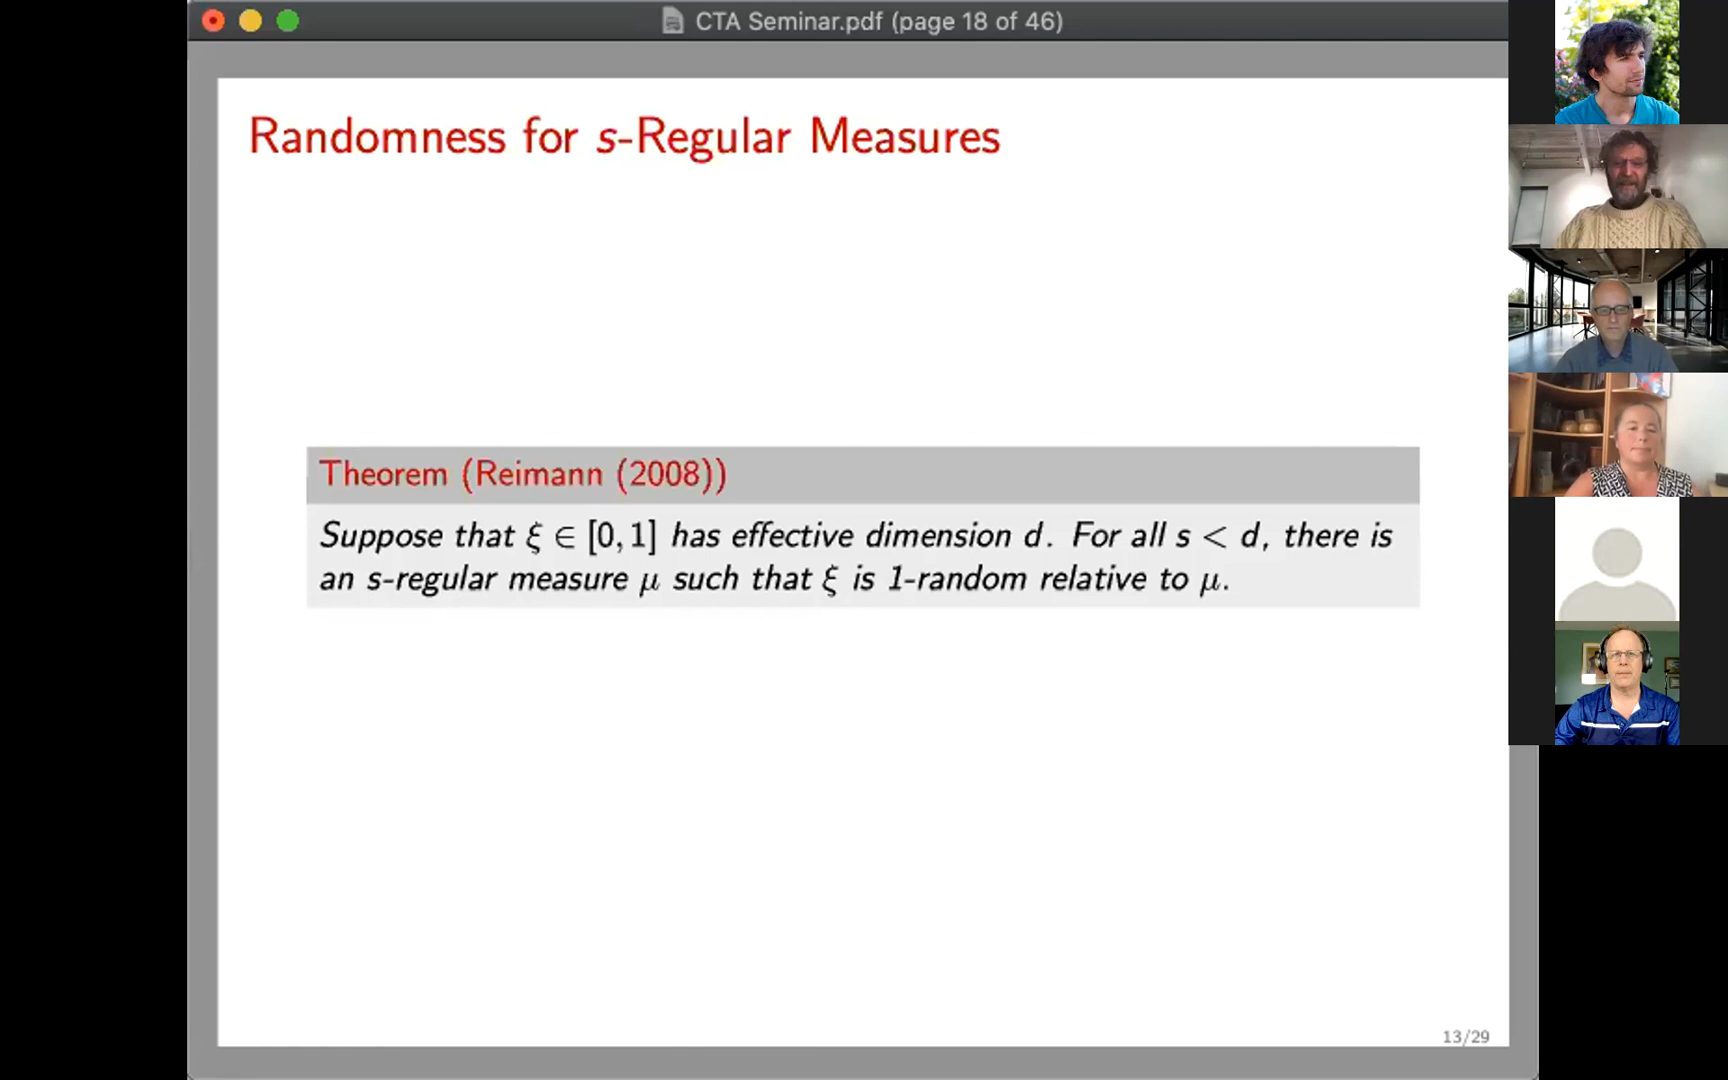 CTA Seminar.pdf (page 18 of 46)
Randomness for s-Regular Measures
Theorem (Reimann (2008))
Suppose that ξ ∈ [0, 1] has effective dimension d. For all s < d, there is
an s-regular measure μ such that ξ is 1-random relative to μ.
13/29